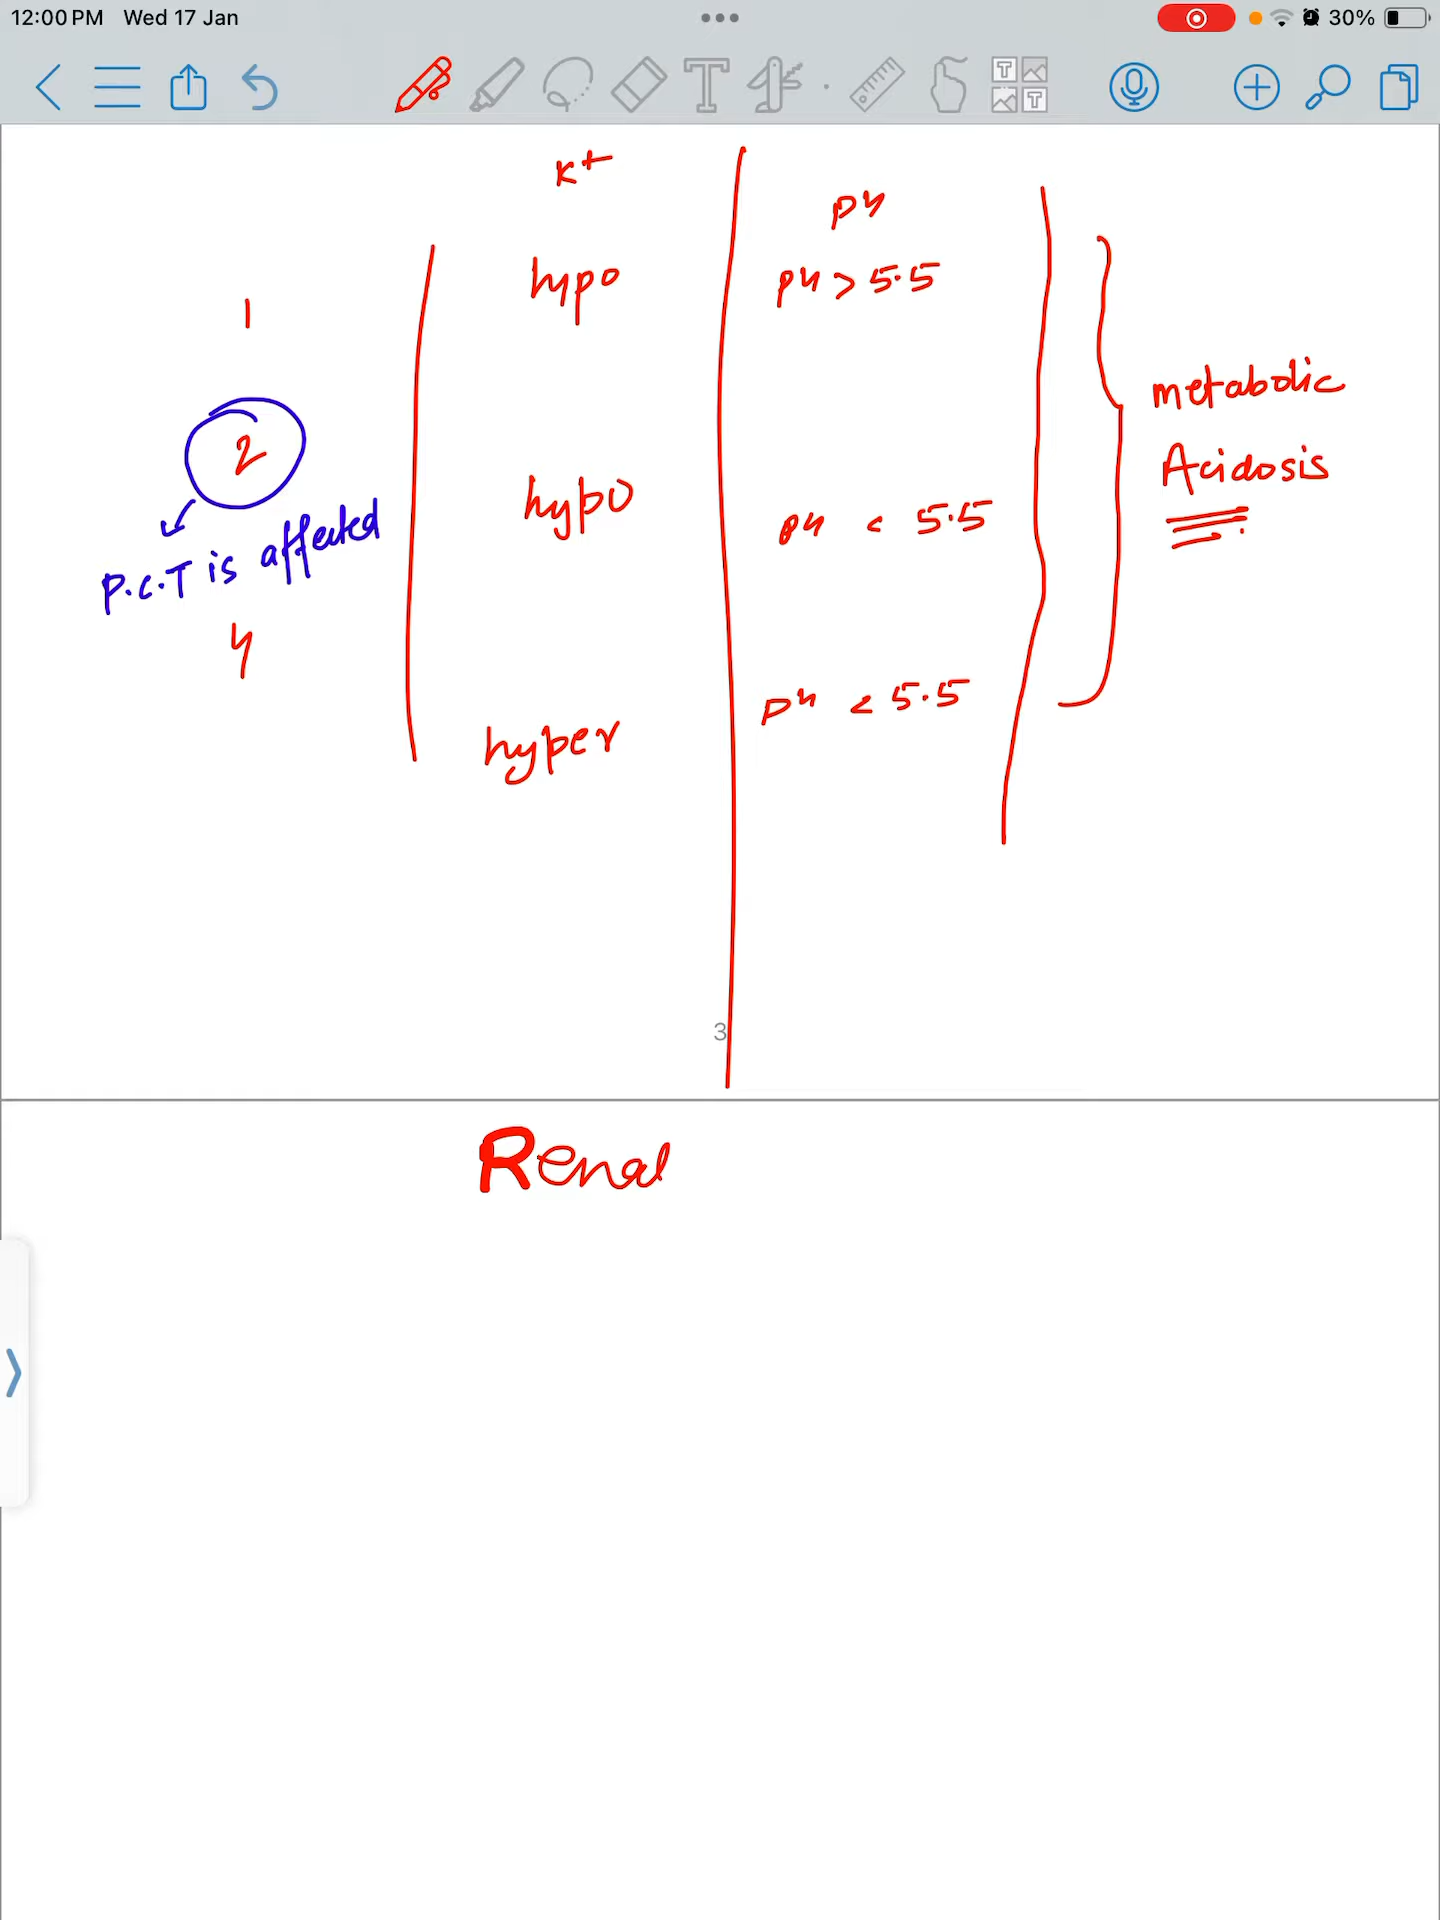 12:00 PM Wed 17 Jan
30%
K+
pH
1 hypo pH > 5.5
2 hypo pH < 5.5
P.C.T is affected
4 hyper pH < 5.5
metabolic
Acidosis
3
Renal